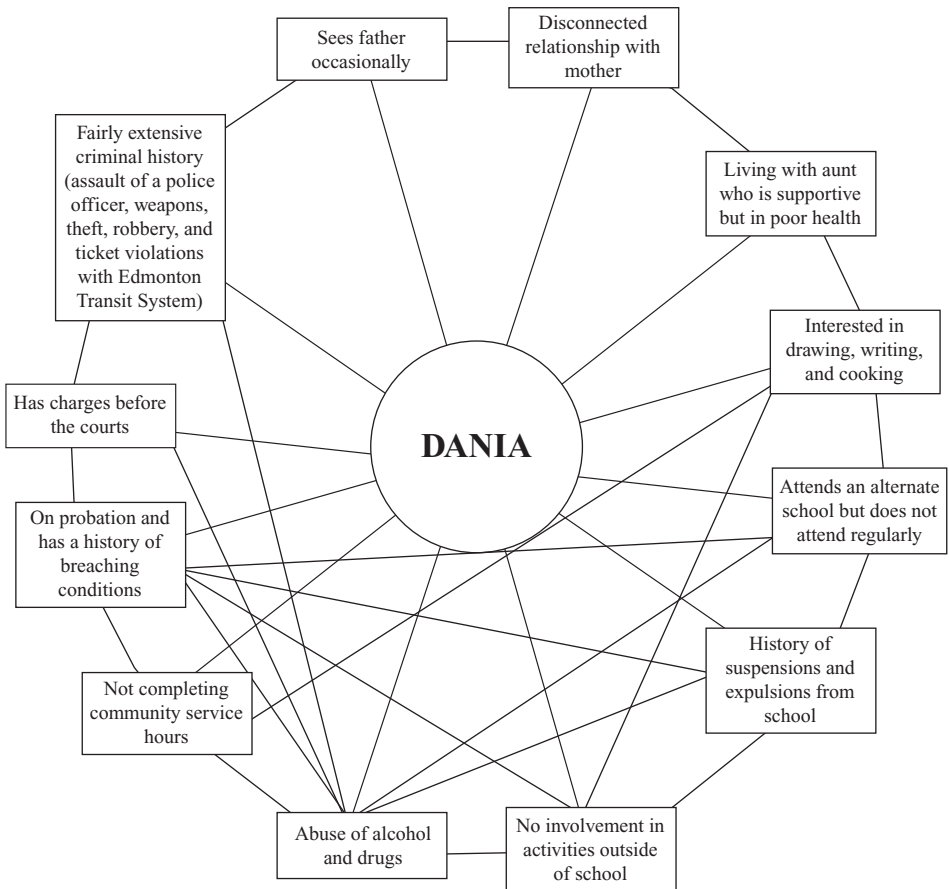 Sees father
occasionally
Disconnected
relationship with
mother
Fairly extensive
criminal history
(assault of a police
officer, weapons,
theft, robbery, and
ticket violations
with Edmonton
Transit System)
Living with aunt
who is supportive
but in poor health
Interested in
drawing, writing,
and cooking
Has charges before
the courts
DANIA
Attends an alternate
school but does not
attend regularly
On probation and
has a history of
breaching
conditions
History of
suspensions and
expulsions from
school
Not completing
community service
hours
Abuse of alcohol
and drugs
No involvement in
activities outside
of school